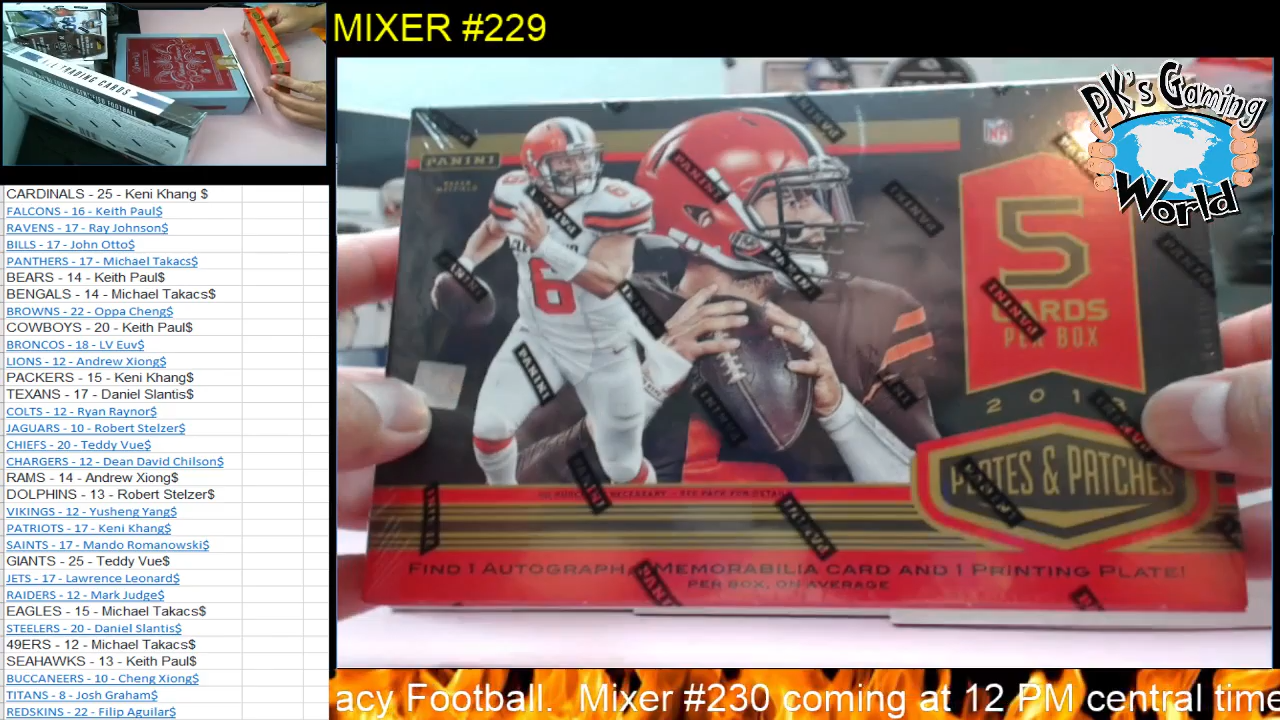 MIXER #229
PK's Gaming
World
CARDINALS - 25 - Keni Khang $
FALCONS - 16 - Keith Paul$
RAVENS - 17 - Ray Johnson$
BILLS - 17 - John Otto$
PANTHERS - 17 - Michael Takacs$
BEARS - 14 - Keith Paul$
BENGALS - 14 - Michael Takacs$
BROWNS - 22 - Oppa Cheng$
COWBOYS - 20 - Keith Paul$
BRONCOS - 18 - LV Euv$
LIONS - 12 - Andrew Xiong$
PACKERS - 15 - Keni Khang$
TEXANS - 17 - Daniel Slantis$
COLTS - 12 - Ryan Raynor$
JAGUARS - 10 - Robert Stelzer$
CHIEFS - 20 - Teddy Vue$
CHARGERS - 12 - Dean David Chilson$
RAMS - 14 - Andrew Xiong$
DOLPHINS - 13 - Robert Stelzer$
VIKINGS - 12 - Yusheng Yang$
PATRIOTS - 17 - Keni Khang$
SAINTS - 17 - Mando Romanowski$
GIANTS - 25 - Teddy Vue$
JETS - 17 - Lawrence Leonard$
RAIDERS - 12 - Mark Judge$
EAGLES - 15 - Michael Takacs$
STEELERS - 20 - Daniel Slantis$
49ERS - 12 - Michael Takacs$
SEAHAWKS - 13 - Keith Paul$
BUCCANEERS - 10 - Cheng Xiong$
TITANS - 8 - Josh Graham$
REDSKINS - 22 - Filip Aguilar$
PANINI
NFL
6
5
CARDS
PER BOX
2018
PLATES & PATCHES
FIND 1 AUTOGRAPH, 1 MEMORABILIA CARD AND 1 PRINTING PLATE!
PER BOX, ON AVERAGE
TRADING CARDS
acy Football. Mixer #230 coming at 12 PM central time